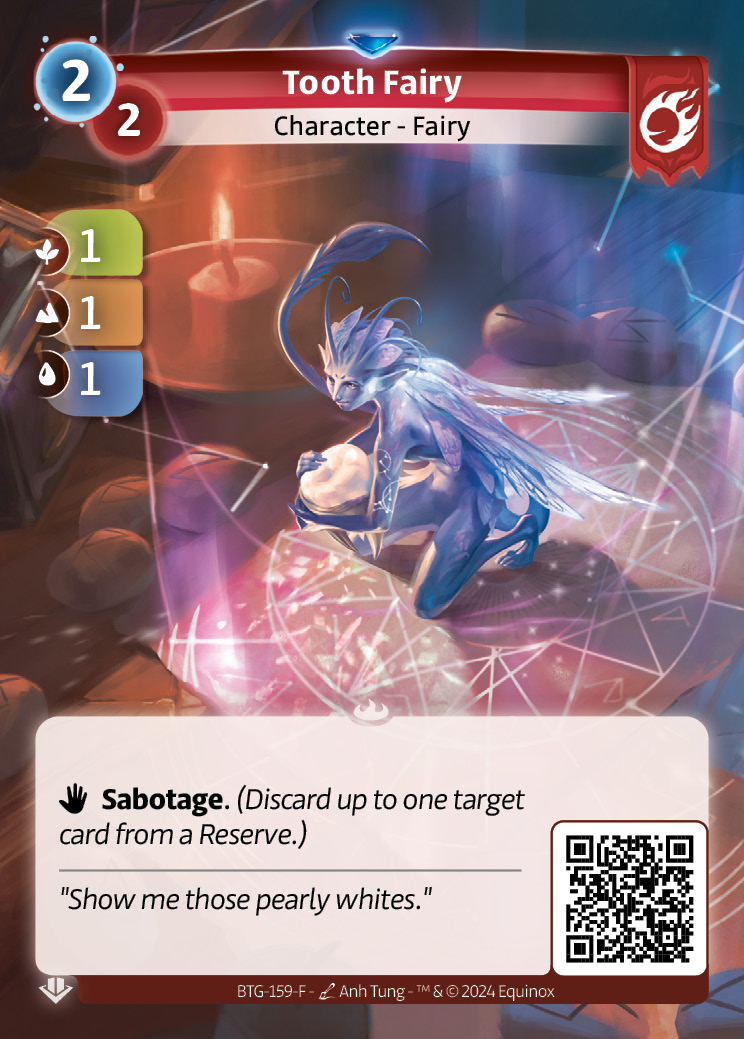 2
Tooth Fairy
2
Character - Fairy
1
1
1
Sabotage. (Discard up to one target
card from a Reserve.)
"Show me those pearly whites."
BTG-159-F - Anh Tung - ™ & © 2024 Equinox